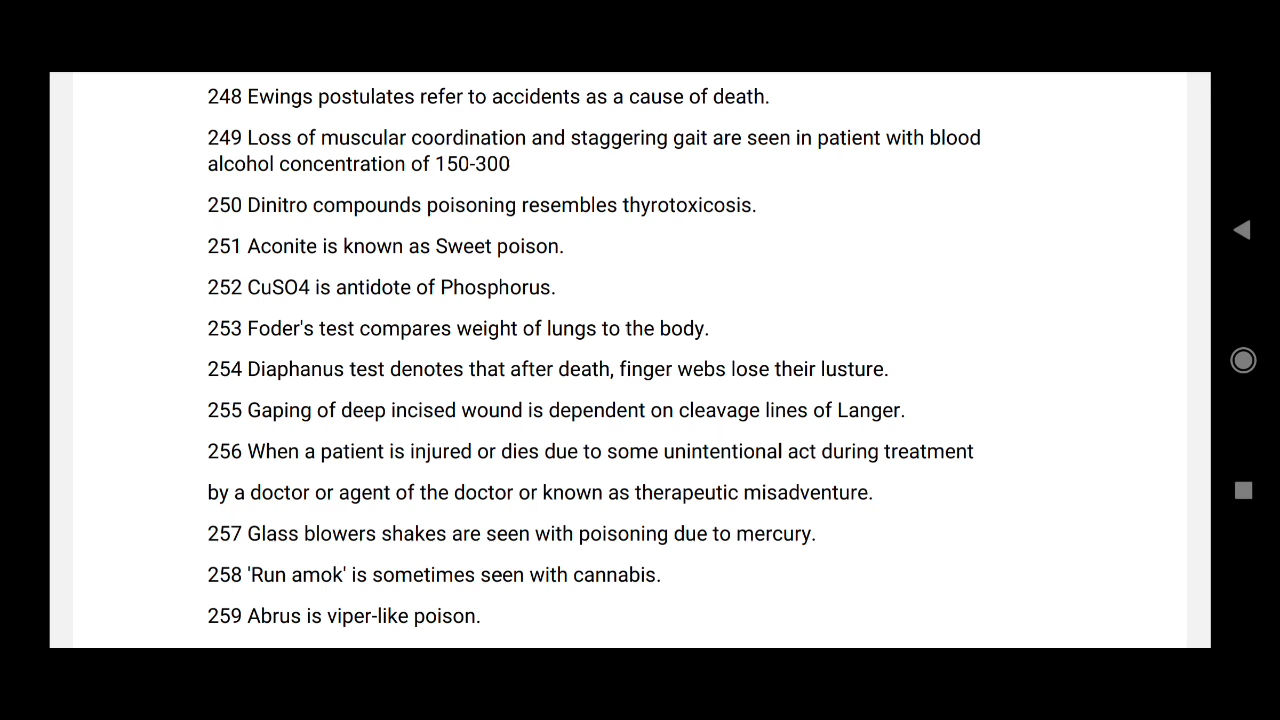 248 Ewings postulates refer to accidents as a cause of death.
249 Loss of muscular coordination and staggering gait are seen in patient with blood
alcohol concentration of 150-300
250 Dinitro compounds poisoning resembles thyrotoxicosis.
251 Aconite is known as Sweet poison.
252 CuSO4 is antidote of Phosphorus.
253 Foder's test compares weight of lungs to the body.
254 Diaphanus test denotes that after death, finger webs lose their lusture.
255 Gaping of deep incised wound is dependent on cleavage lines of Langer.
256 When a patient is injured or dies due to some unintentional act during treatment
by a doctor or agent of the doctor or known as therapeutic misadventure.
257 Glass blowers shakes are seen with poisoning due to mercury.
258 'Run amok' is sometimes seen with cannabis.
259 Abrus is viper-like poison.